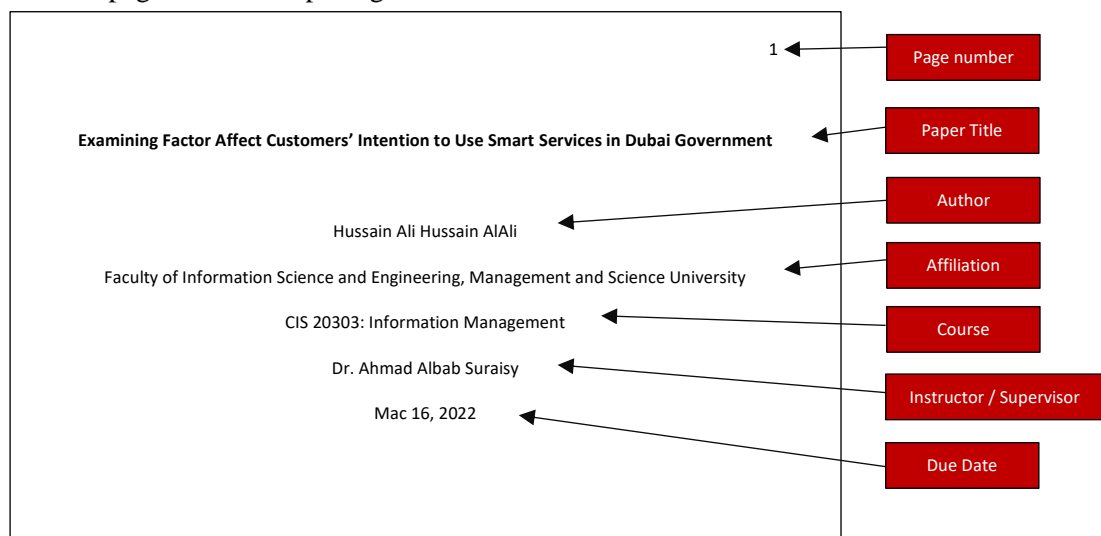 1
Page number
Examining Factor Affect Customers’ Intention to Use Smart Services in Dubai Government
Paper Title
Author
Hussain Ali Hussain AlAli
Faculty of Information Science and Engineering, Management and Science University
Affiliation
CIS 20303: Information Management
Course
Dr. Ahmad Albab Suraisy
Instructor / Supervisor
Mac 16, 2022
Due Date